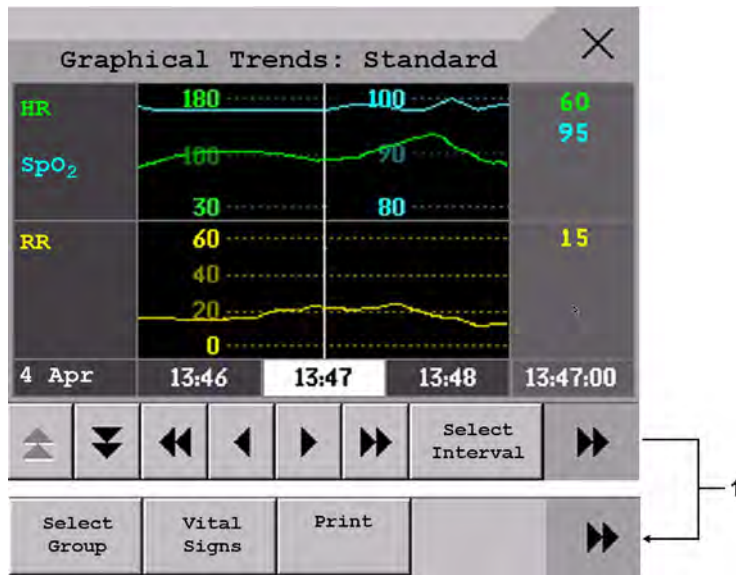 Graphical Trends: Standard
HR 180 100 60
SpO2 100 90 95
30 80
RR 60 15
40
20
0
4 Apr 13:46 13:47 13:48 13:47:00
Select
Interval
1
Select Vital Print
Group Signs